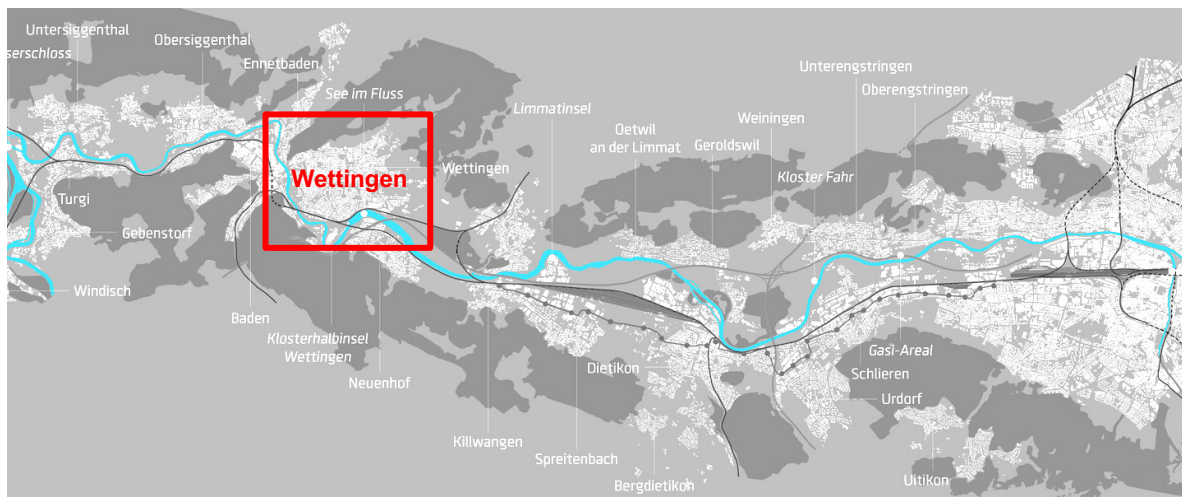 Untersiggenthal
Obersiggenthal
serschloss
Ennetbaden
See im Fluss
Limmatinsel
Unterengstringen
Oberengstringen
Weiningen
Oetwil
an der Limmat
Geroldswil
Kloster Fahr
Wettingen
Wettingen
Turgi
Gebenstorf
Windisch
Baden
Klosterhalbinsel
Wettingen
Neuenhof
Killwangen
Spreitenbach
Bergdietikon
Dietikon
Gasi-Areal
Schlieren
Urdorf
Uitikon